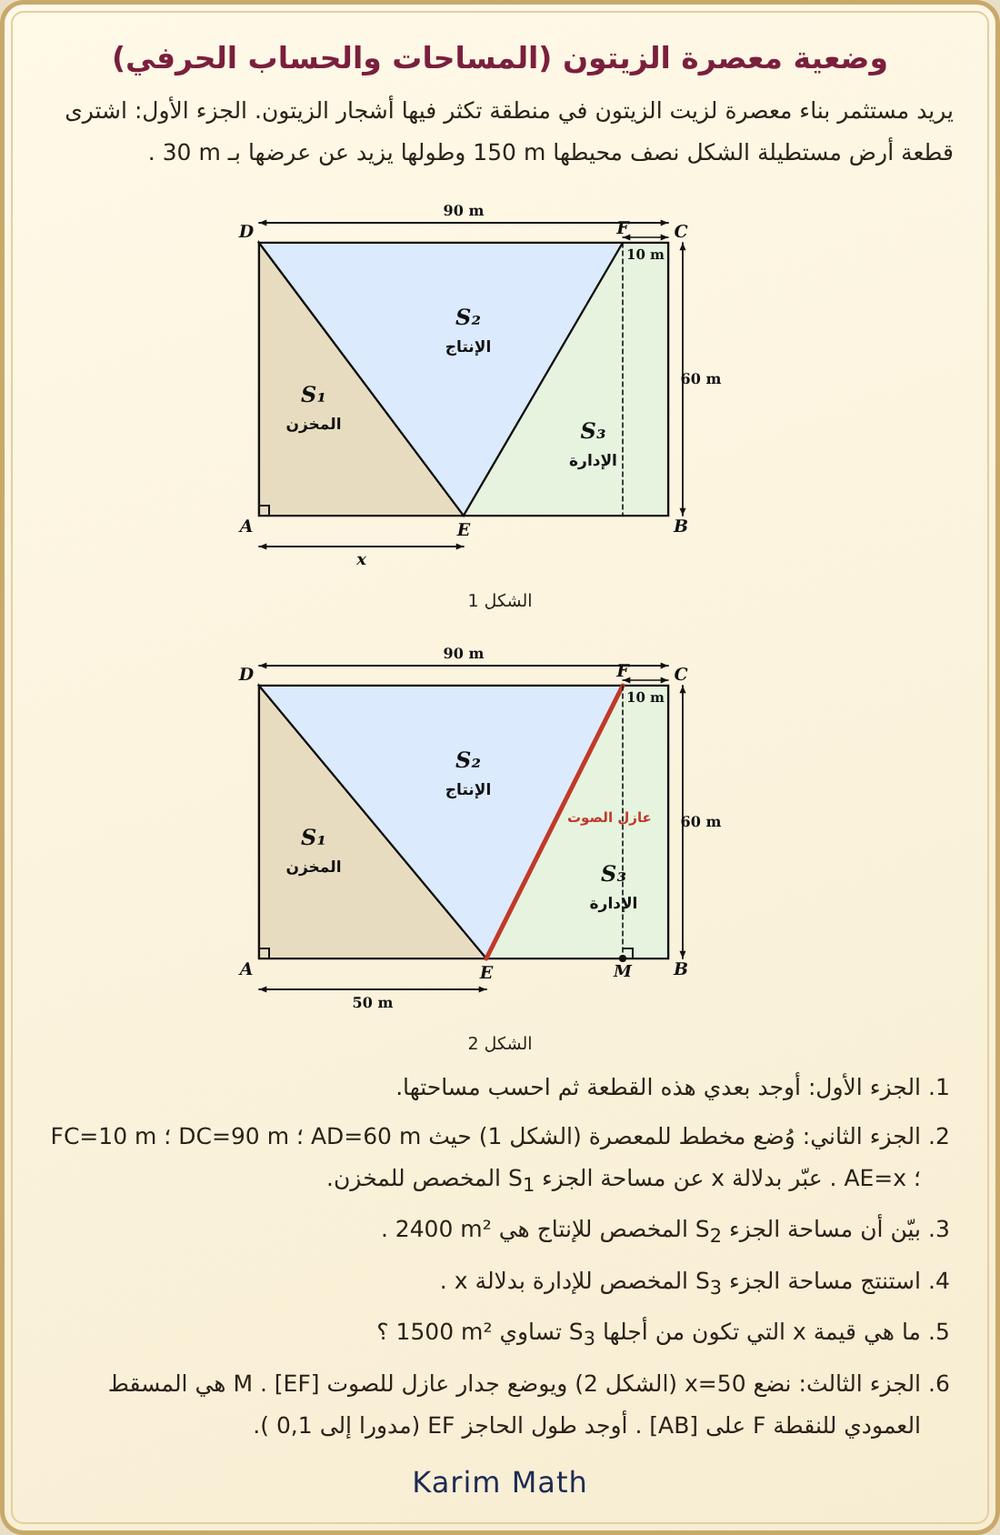 وضعية معصرة الزيتون (المساحات والحساب الحرفي)
يريد مستثمر بناء معصرة لزيت الزيتون في منطقة تكثر فيها أشجار الزيتون. الجزء الأول: اشترى
قطعة أرض مستطيلة الشكل نصف محيطها 150 m وطولها يزيد عن عرضها بـ 30 m .
90 m
D
F
C
10 m
S₂
الإنتاج
60 m
S₁
المخزن
S₃
الإدارة
A
E
B
x
الشكل 1
90 m
D
F
C
10 m
S₂
الإنتاج
عازل الصوت
60 m
S₁
المخزن
S₃
الإدارة
A
E
M
B
50 m
الشكل 2
1. الجزء الأول: أوجد بعدي هذه القطعة ثم احسب مساحتها.
2. الجزء الثاني: وُضع مخطط للمعصرة (الشكل 1) حيث AD=60 m ؛ DC=90 m ؛ FC=10 m
؛ AE=x . عبّر بدلالة x عن مساحة الجزء S₁ المخصص للمخزن.
3. بيّن أن مساحة الجزء S₂ المخصص للإنتاج هي 2400 m² .
4. استنتج مساحة الجزء S₃ المخصص للإدارة بدلالة x .
5. ما هي قيمة x التي تكون من أجلها S₃ تساوي 1500 m² ؟
6. الجزء الثالث: نضع x=50 (الشكل 2) ويوضع جدار عازل للصوت [EF] . M هي المسقط
العمودي للنقطة F على [AB] . أوجد طول الحاجز EF (مدورا إلى 0,1 ).
Karim Math